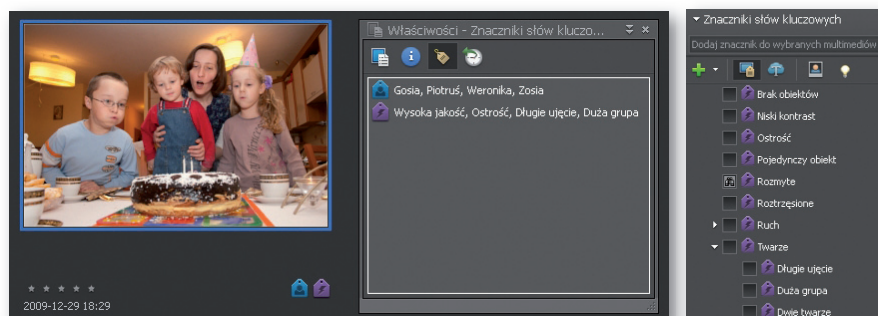 2009-12-29 18:29
Właściwości - Znaczniki słów kluczo...
Gosia, Piotruś, Weronika, Zosia
Wysoka jakość, Ostrość, Długie ujęcie, Duża grupa
Znaczniki słów kluczowych
Dodaj znacznik do wybranych multimediów
Brak obiektów
Niski kontrast
Ostrość
Pojedynczy obiekt
Rozmyte
Roztrzęsione
Ruch
Twarze
Długie ujęcie
Duża grupa
Dwie twarze